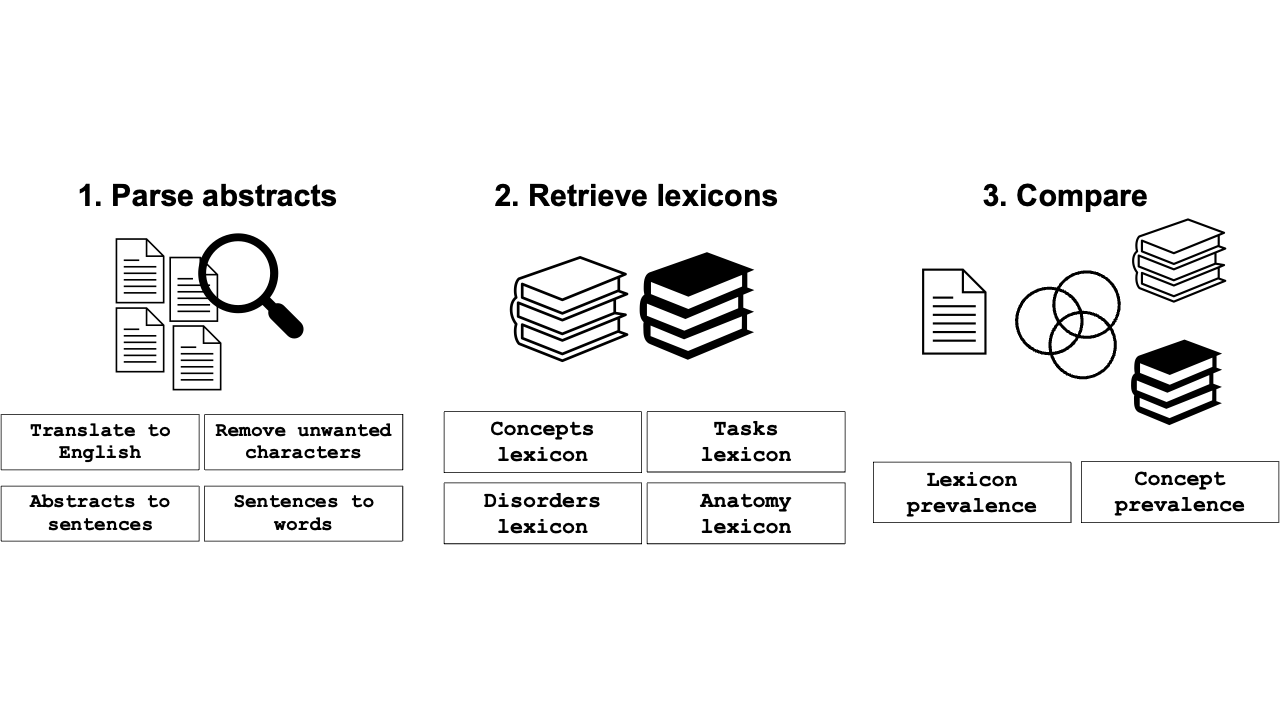 1. Parse abstracts
Translate to
English
Remove unwanted
characters
Abstracts to
sentences
Sentences to
words
2. Retrieve lexicons
Concepts
lexicon
Tasks
lexicon
Disorders
lexicon
Anatomy
lexicon
3. Compare
Lexicon
prevalence
Concept
prevalence